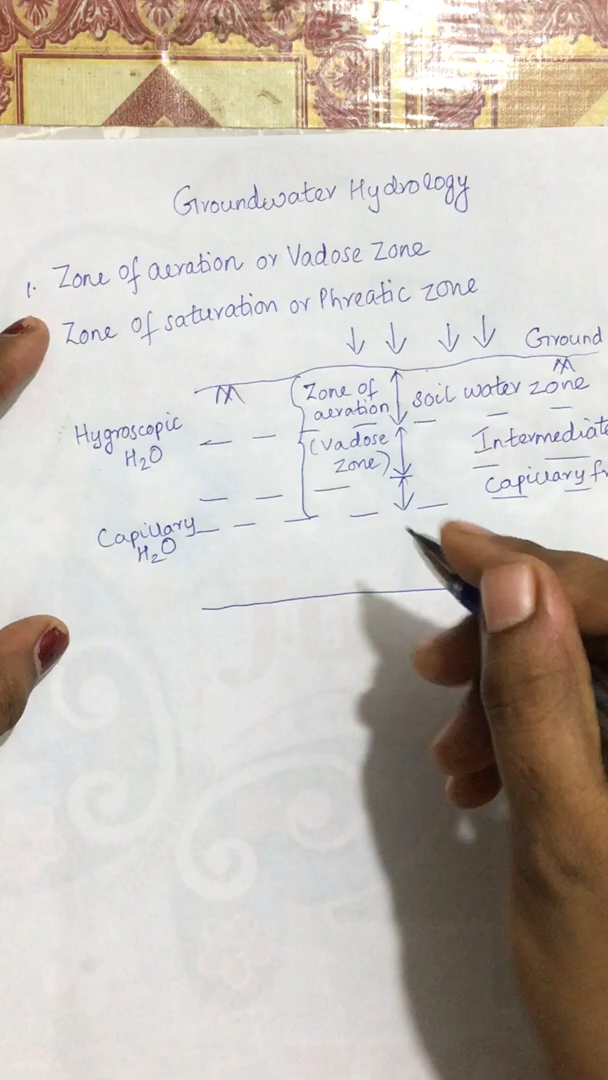 Groundwater Hydrology
1. Zone of aeration or Vadose Zone
Zone of saturation or Phreatic zone
Ground
Zone of
aeration
(Vadose
zone)
soil water zone
Hygroscopic
H2O
Intermediate
Capillary
Capillary
H2O